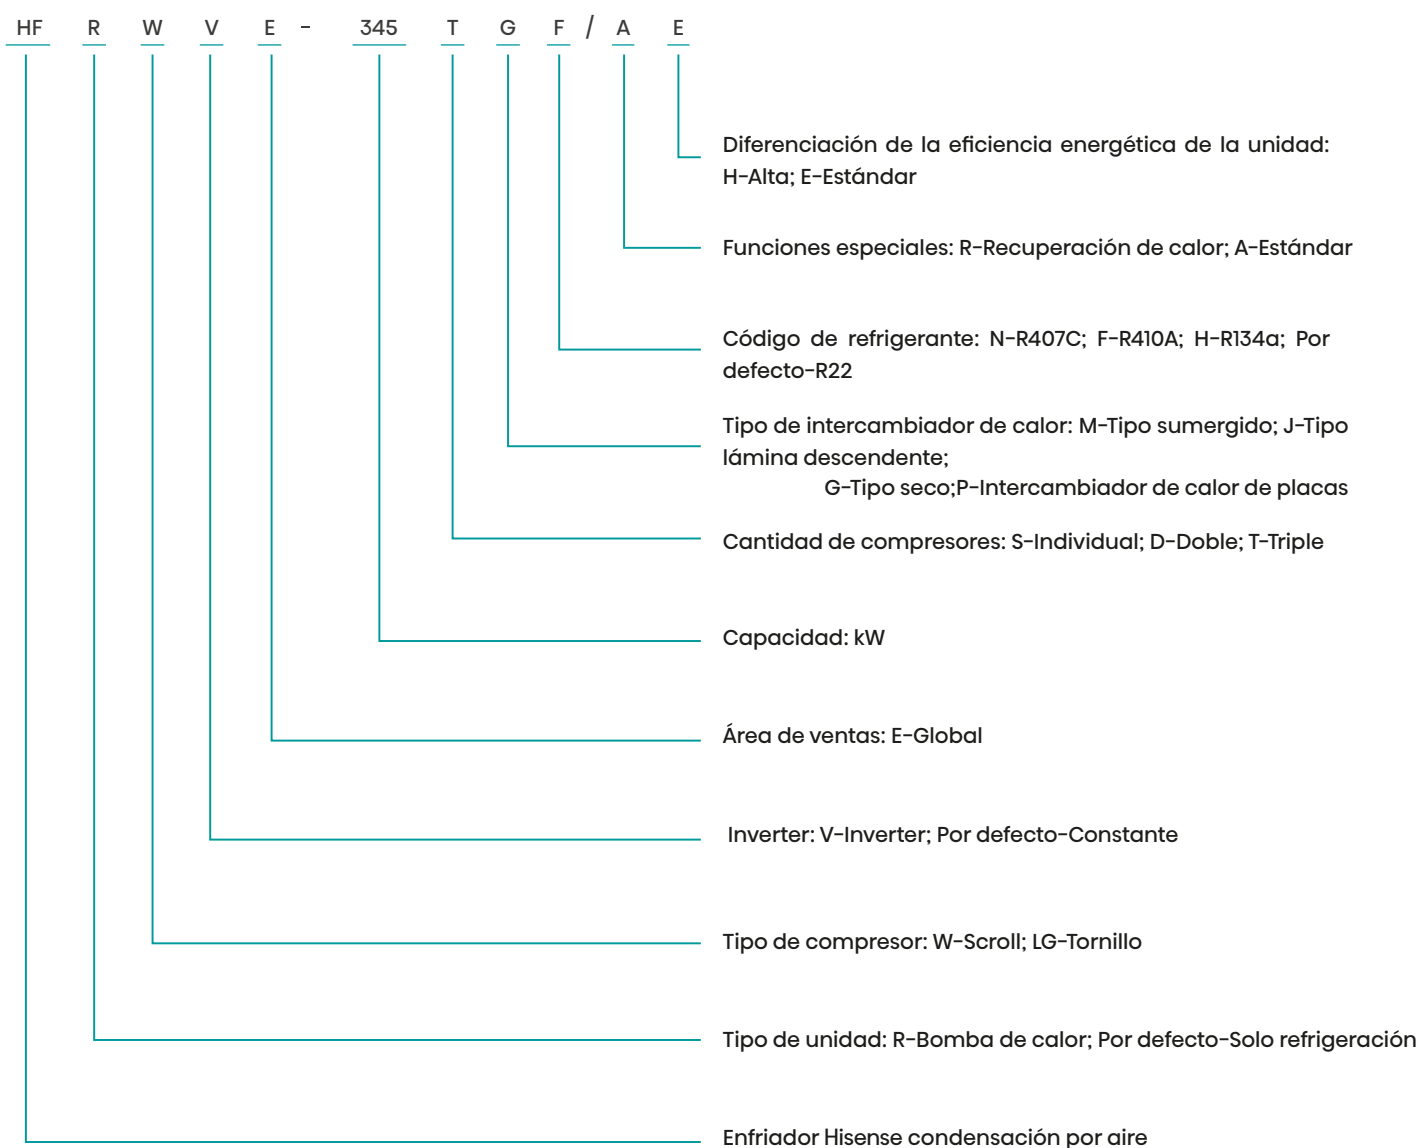 HF R W V E - 345 T G F / A E
Diferenciación de la eficiencia energética de la unidad:
H-Alta; E-Estándar
Funciones especiales: R-Recuperación de calor; A-Estándar
Código de refrigerante: N-R407C; F-R410A; H-R134a; Por
defecto-R22
Tipo de intercambiador de calor: M-Tipo sumergido; J-Tipo
lámina descendente;
G-Tipo seco;P-Intercambiador de calor de placas
Cantidad de compresores: S-Individual; D-Doble; T-Triple
Capacidad: kW
Área de ventas: E-Global
Inverter: V-Inverter; Por defecto-Constante
Tipo de compresor: W-Scroll; LG-Tornillo
Tipo de unidad: R-Bomba de calor; Por defecto-Solo refrigeración
Enfriador Hisense condensación por aire